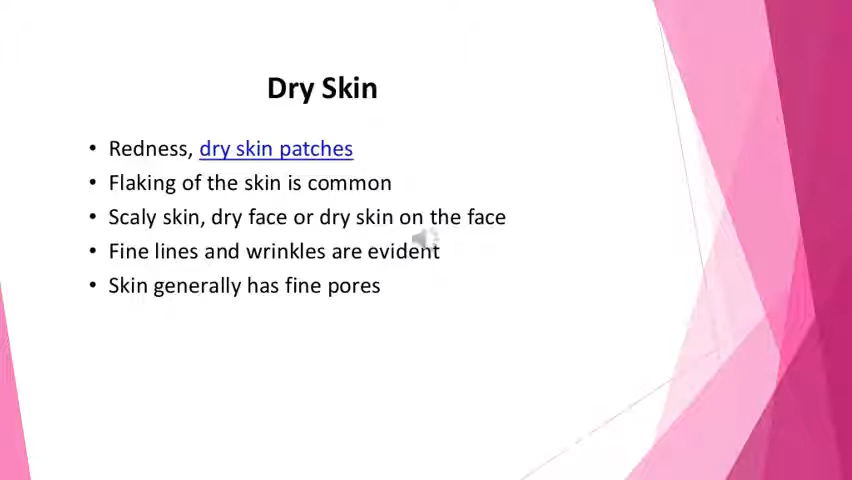 Dry Skin
• Redness, dry skin patches
• Flaking of the skin is common
• Scaly skin, dry face or dry skin on the face
• Fine lines and wrinkles are evident
• Skin generally has fine pores